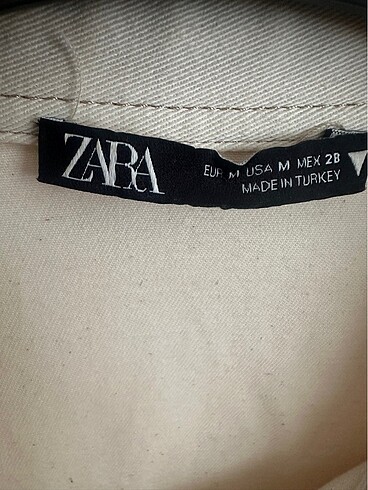 ZARA
EUR M USA M MEX 28
MADE IN TURKEY